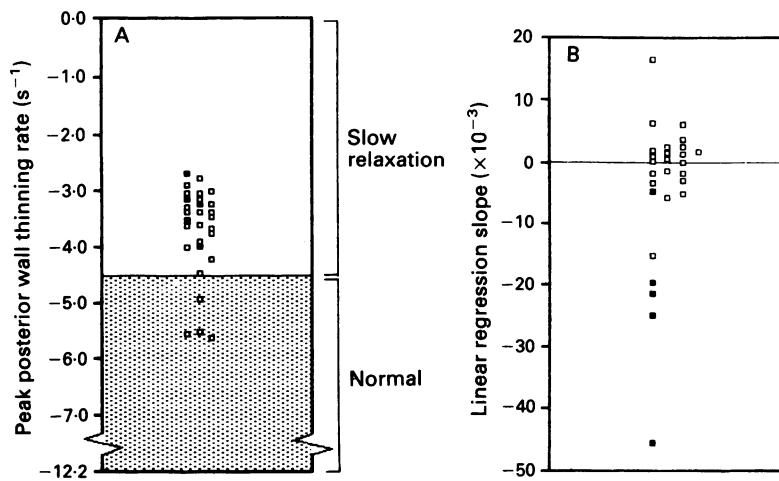 A
Peak posterior wall thinning rate (s⁻¹)
0·0
−1·0
−2·0
−3·0
−4·0
−5·0
−6·0
−7·0
−12·2
Slow
relaxation
Normal
B
Linear regression slope (×10⁻³)
20
10
0
−10
−20
−30
−40
−50